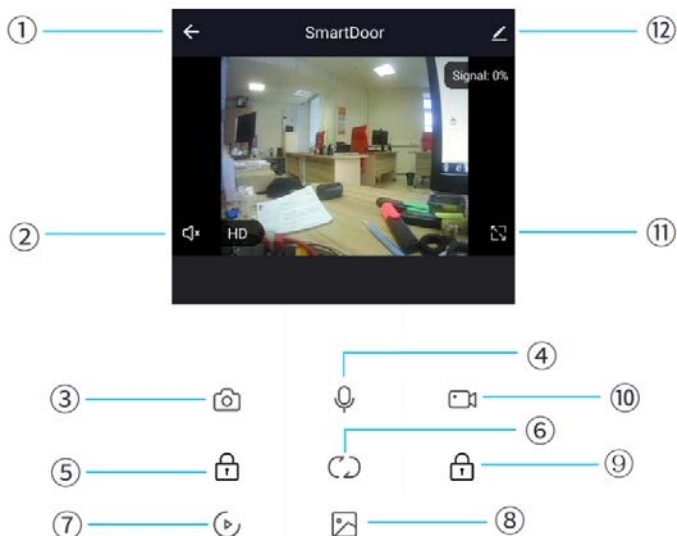 ① SmartDoor ⑫
Signal: 0%
② HD ⑪
④
③ ⑩
⑥
⑤ ⑨
⑦ ⑧